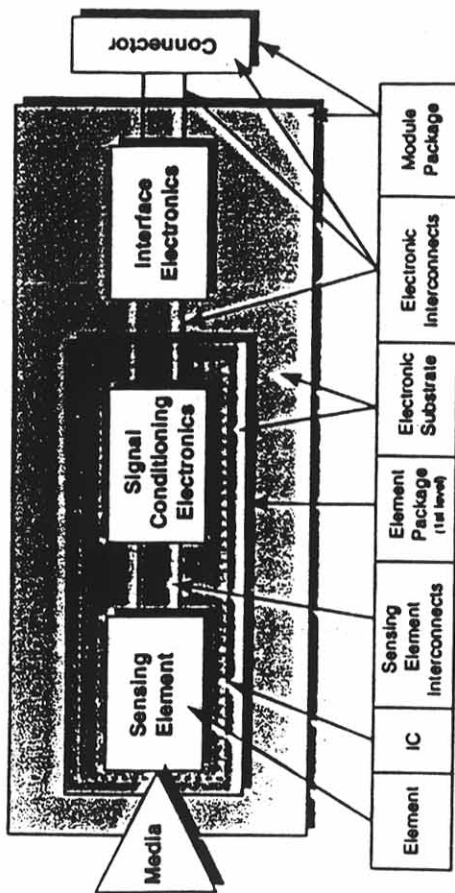 Media
Sensing
Element
Signal
Conditioning
Electronics
Interface
Electronics
Connector
Element
IC
Sensing
Element
Interconnects
Element
Package
(1st level)
Electronic
Substrate
Electronic
Interconnects
Module
Package